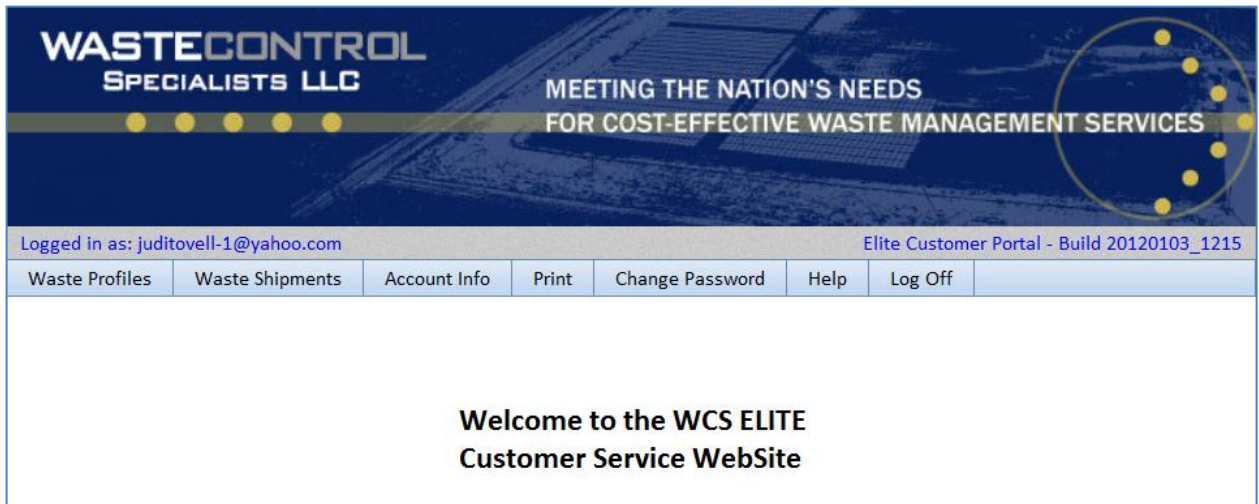 WASTECONTROL
SPECIALISTS LLC
MEETING THE NATION'S NEEDS
FOR COST-EFFECTIVE WASTE MANAGEMENT SERVICES
Logged in as: juditovell-1@yahoo.com Elite Customer Portal - Build 20120103_1215
Waste Profiles Waste Shipments Account Info Print Change Password Help Log Off
Welcome to the WCS ELITE
Customer Service WebSite